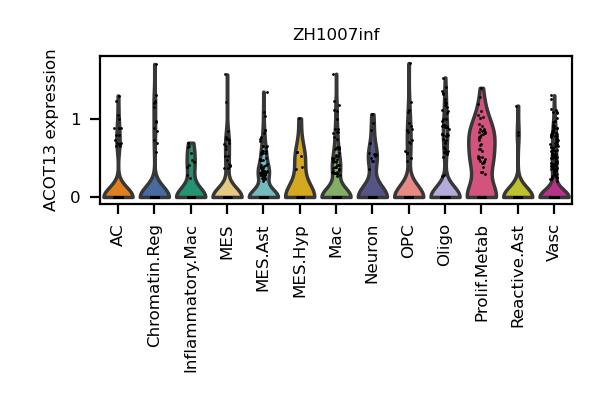 ZH1007inf
ACOT13 expression
1
0
AC
Chromatin.Reg
Inflammatory.Mac
MES
MES.Ast
MES.Hyp
Mac
Neuron
OPC
Oligo
Prolif.Metab
Reactive.Ast
Vasc